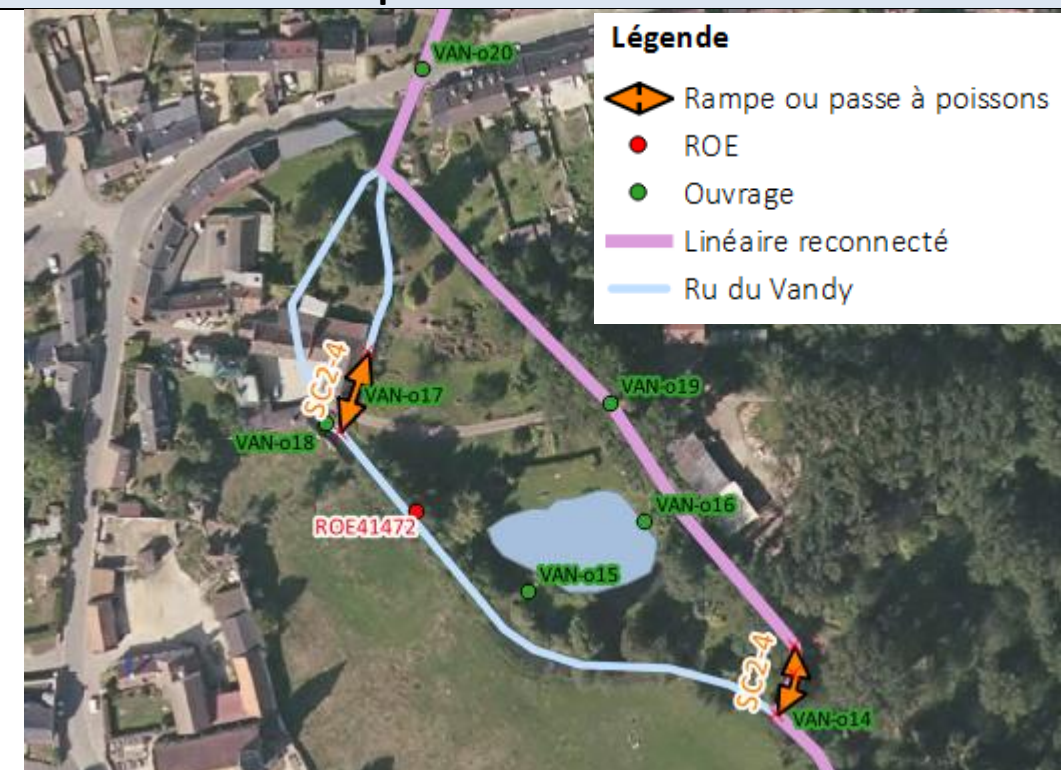 VAN-o20
Légende
Rampe ou passe à poissons
ROE
Ouvrage
Linéaire reconnecté
Ru du Vandy
SC2-4
VAN-o17
VAN-o19
VAN-o18
VAN-o16
ROE41472
VAN-o15
SC2-4
VAN-o14